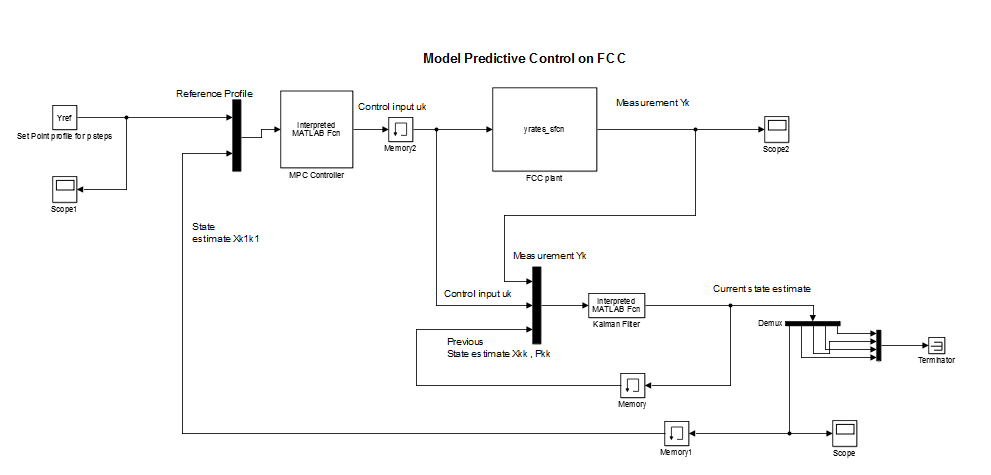 Model Predictive Control on FCC
Reference Profile
Yref
Set Point profile for p steps
Scope1
Interpreted
MATLAB Fcn
MPC Controller
Control input uk
Memory2
yrates_sfcn
FCC plant
Measurement Yk
Scope2
State
estimate Xk1k1
Measurement Yk
Control input uk
Previous
State estimate Xkk , Pkk
Interpreted
MATLAB Fcn
Kalman Filter
Current state estimate
Demux
Terminator
Memory
Memory1
Scope